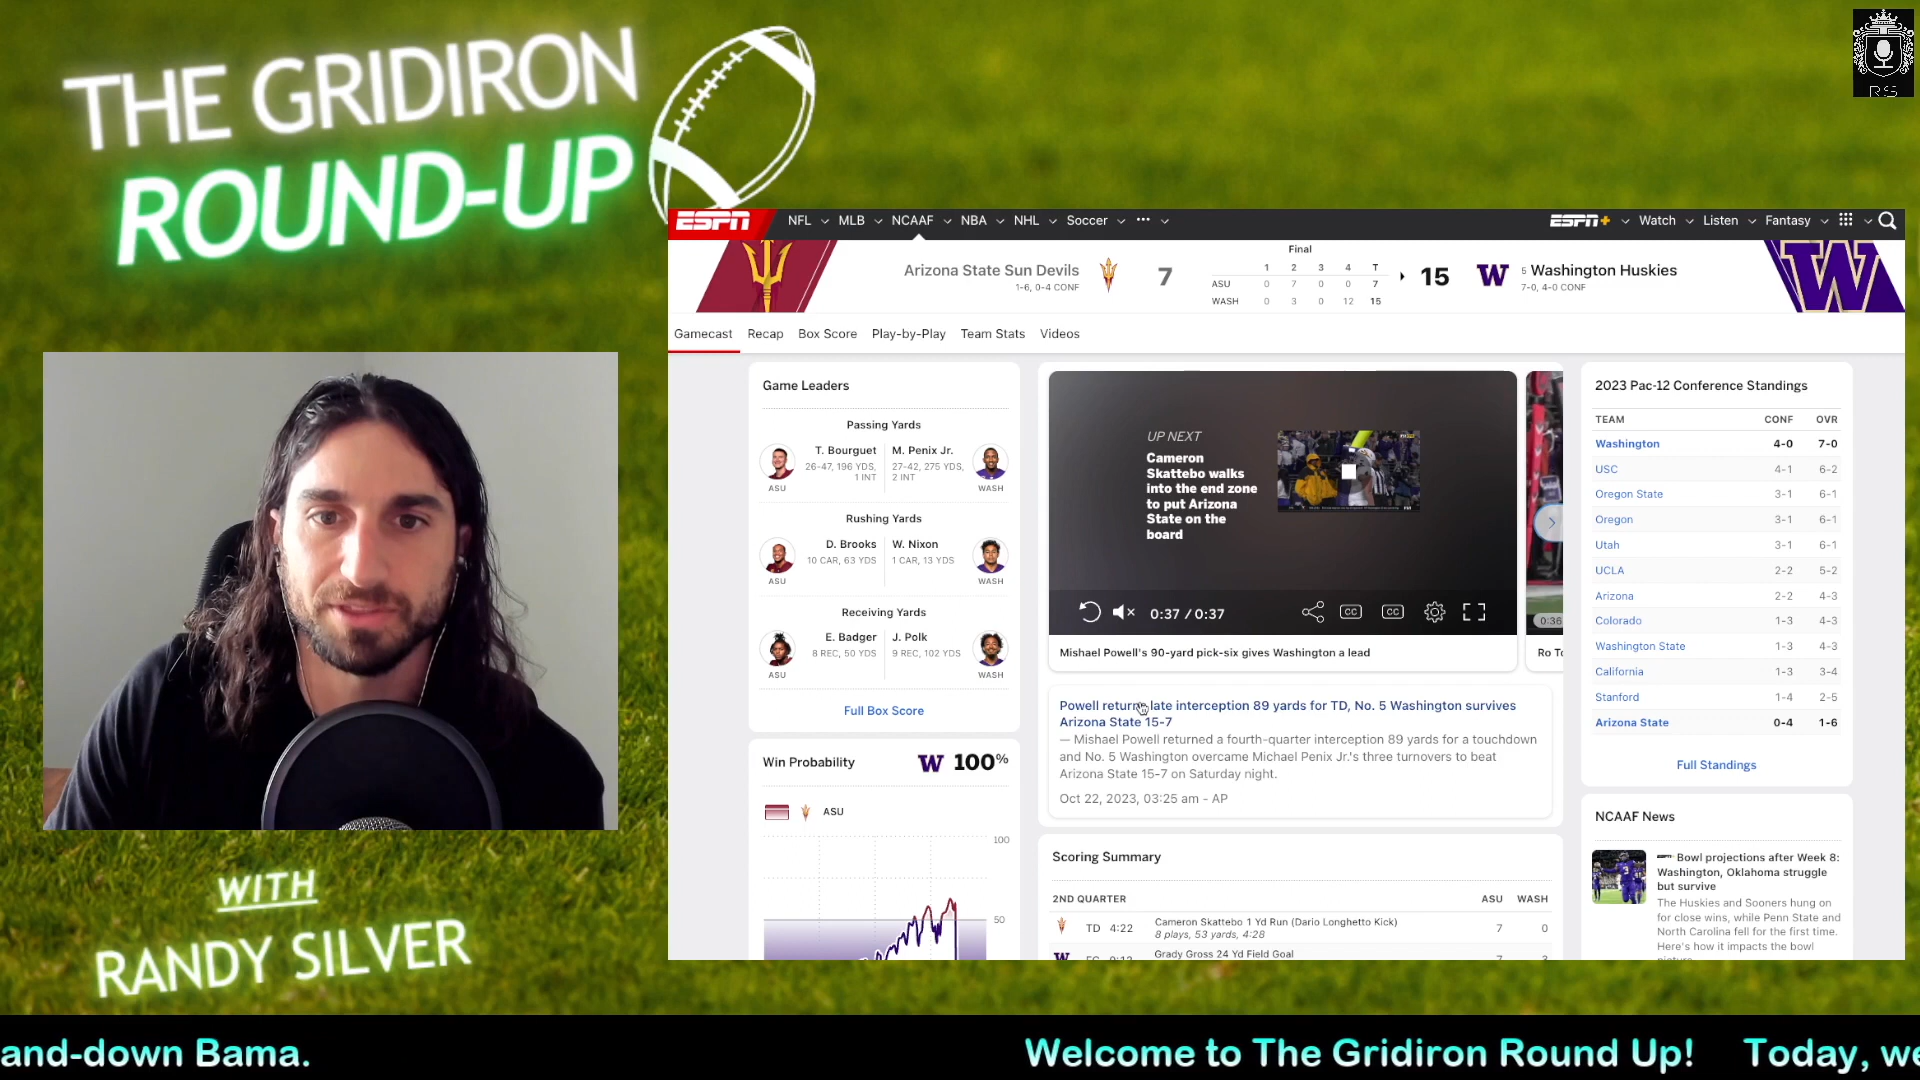 THE GRIDIRON
ROUND-UP
RS
ESPN NFL MLB NCAAF NBA NHL Soccer ESPN+ Watch Listen Fantasy
Final
Arizona State Sun Devils
1-6, 0-4 CONF
7
1 2 3 4 T
ASU 0 7 0 0 7
WASH 0 3 0 12 15
15
W
5 Washington Huskies
7-0, 4-0 CONF
W
Gamecast Recap Box Score Play-by-Play Team Stats Videos
Game Leaders
Passing Yards
T. Bourguet M. Penix Jr.
26-47, 196 YDS, 27-42, 275 YDS,
1 INT 2 INT
ASU WASH
Rushing Yards
D. Brooks W. Nixon
10 CAR, 63 YDS 1 CAR, 13 YDS
ASU WASH
Receiving Yards
E. Badger J. Polk
8 REC, 50 YDS 9 REC, 102 YDS
ASU WASH
Full Box Score
Win Probability W 100%
ASU
100
50
UP NEXT
Cameron
Skattebo walks
into the end zone
to put Arizona
State on the
board
0:37 / 0:37
CC CC
0:36
Mishael Powell's 90-yard pick-six gives Washington a lead
Ro To
Powell returns late interception 89 yards for TD, No. 5 Washington survives
Arizona State 15-7
— Mishael Powell returned a fourth-quarter interception 89 yards for a touchdown
and No. 5 Washington overcame Michael Penix Jr.'s three turnovers to beat
Arizona State 15-7 on Saturday night.
Oct 22, 2023, 03:25 am - AP
Scoring Summary
2ND QUARTER ASU WASH
TD 4:22 Cameron Skattebo 1 Yd Run (Dario Longhetto Kick) 7 0
8 plays, 53 yards, 4:28
W FG 0:12 Grady Gross 24 Yd Field Goal 7 3
2023 Pac-12 Conference Standings
TEAM CONF OVR
Washington 4-0 7-0
USC 4-1 6-2
Oregon State 3-1 6-1
Oregon 3-1 6-1
Utah 3-1 6-1
UCLA 2-2 5-2
Arizona 2-2 4-3
Colorado 1-3 4-3
Washington State 1-3 4-3
California 1-3 3-4
Stanford 1-4 2-5
Arizona State 0-4 1-6
Full Standings
NCAAF News
Bowl projections after Week 8:
Washington, Oklahoma struggle
but survive
The Huskies and Sooners hung on
for close wins, while Penn State and
North Carolina fell for the first time.
Here's how it impacts the bowl
picture.
WITH
RANDY SILVER
and-down Bama. Welcome to The Gridiron Round Up! Today, we